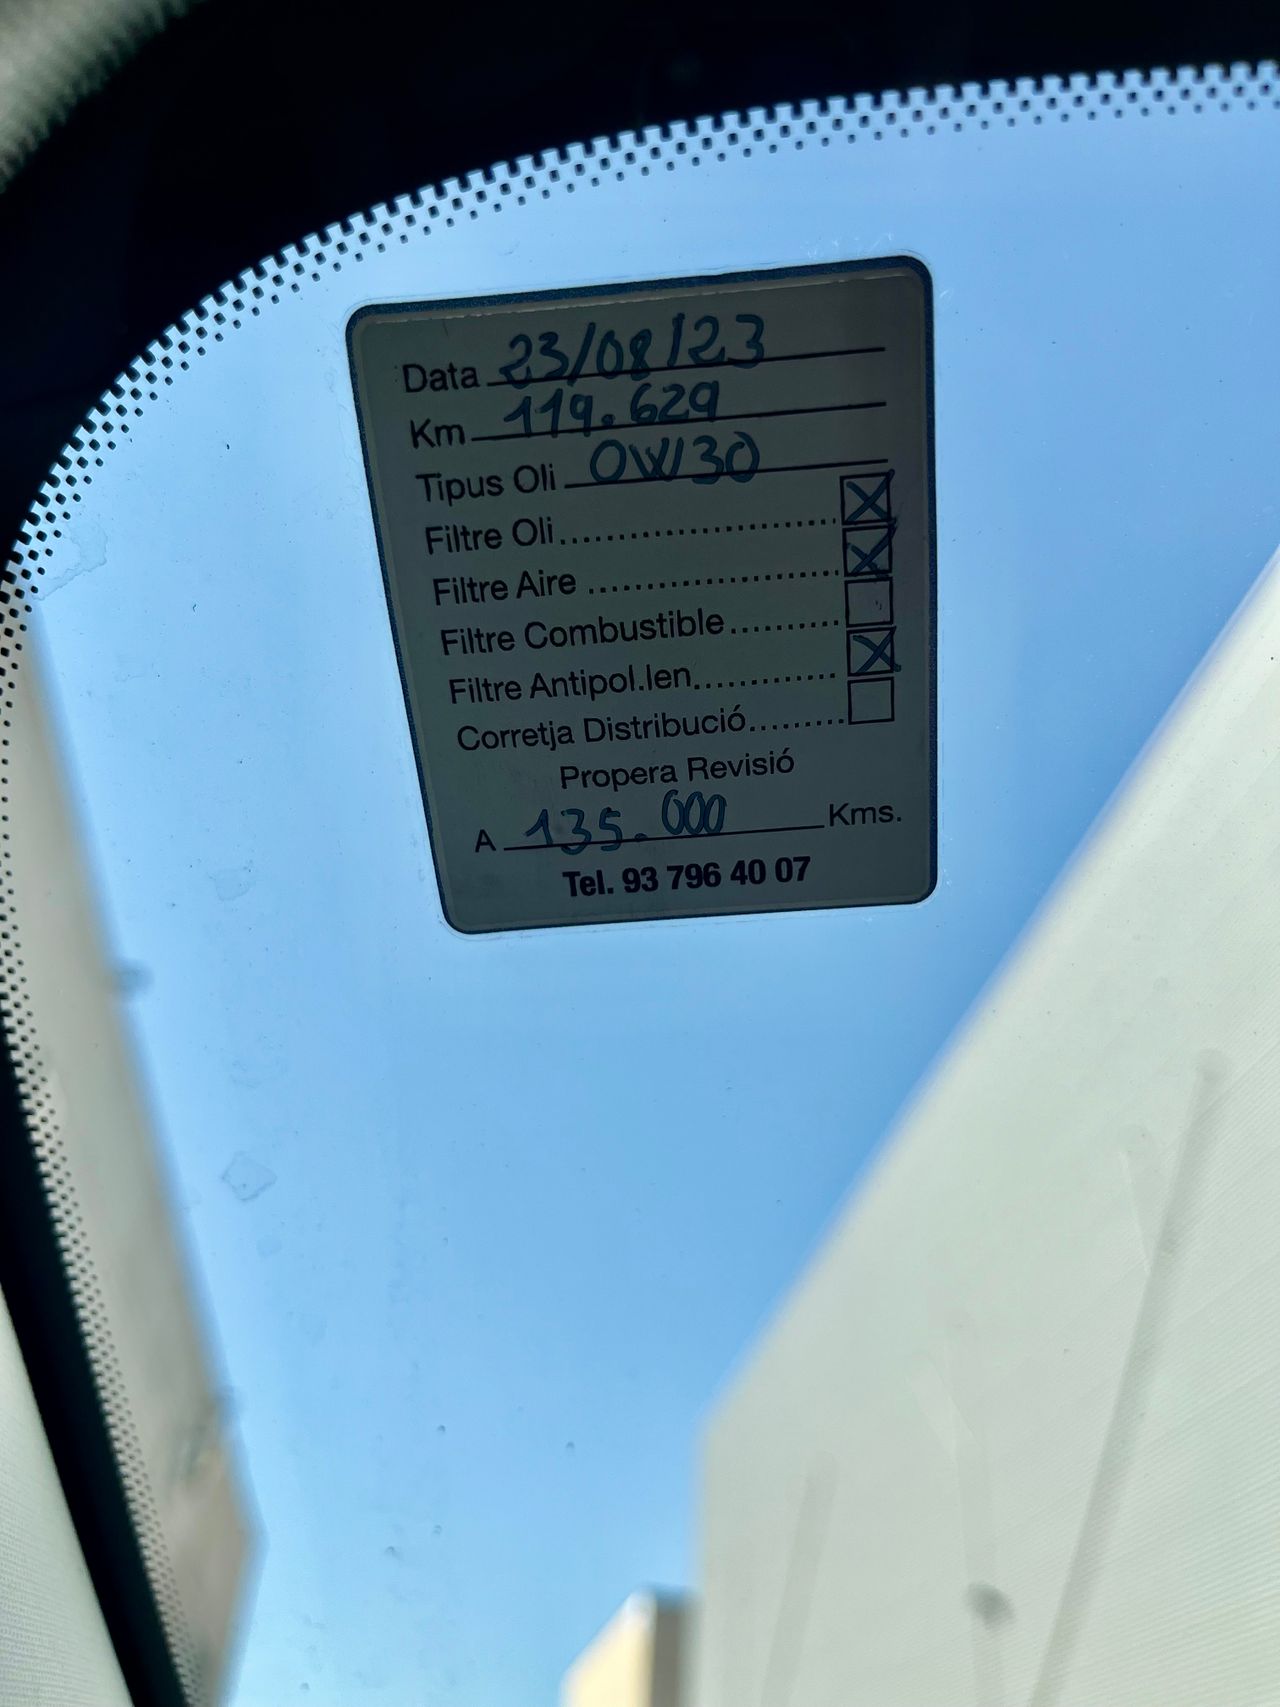 Data 23/08/23
Km 119.629
Tipus Oli 0W30
Filtre Oli
Filtre Aire
Filtre Combustible
Filtre Antipol.len
Corretja Distribució
Propera Revisió
A 135.000 Kms.
Tel. 93 796 40 07